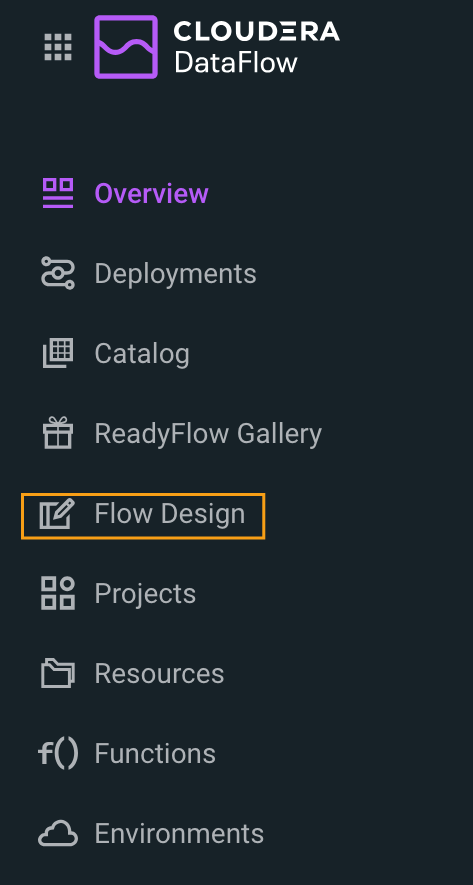 CLOUDERA
DataFlow
Overview
Deployments
Catalog
ReadyFlow Gallery
Flow Design
Projects
Resources
f() Functions
Environments